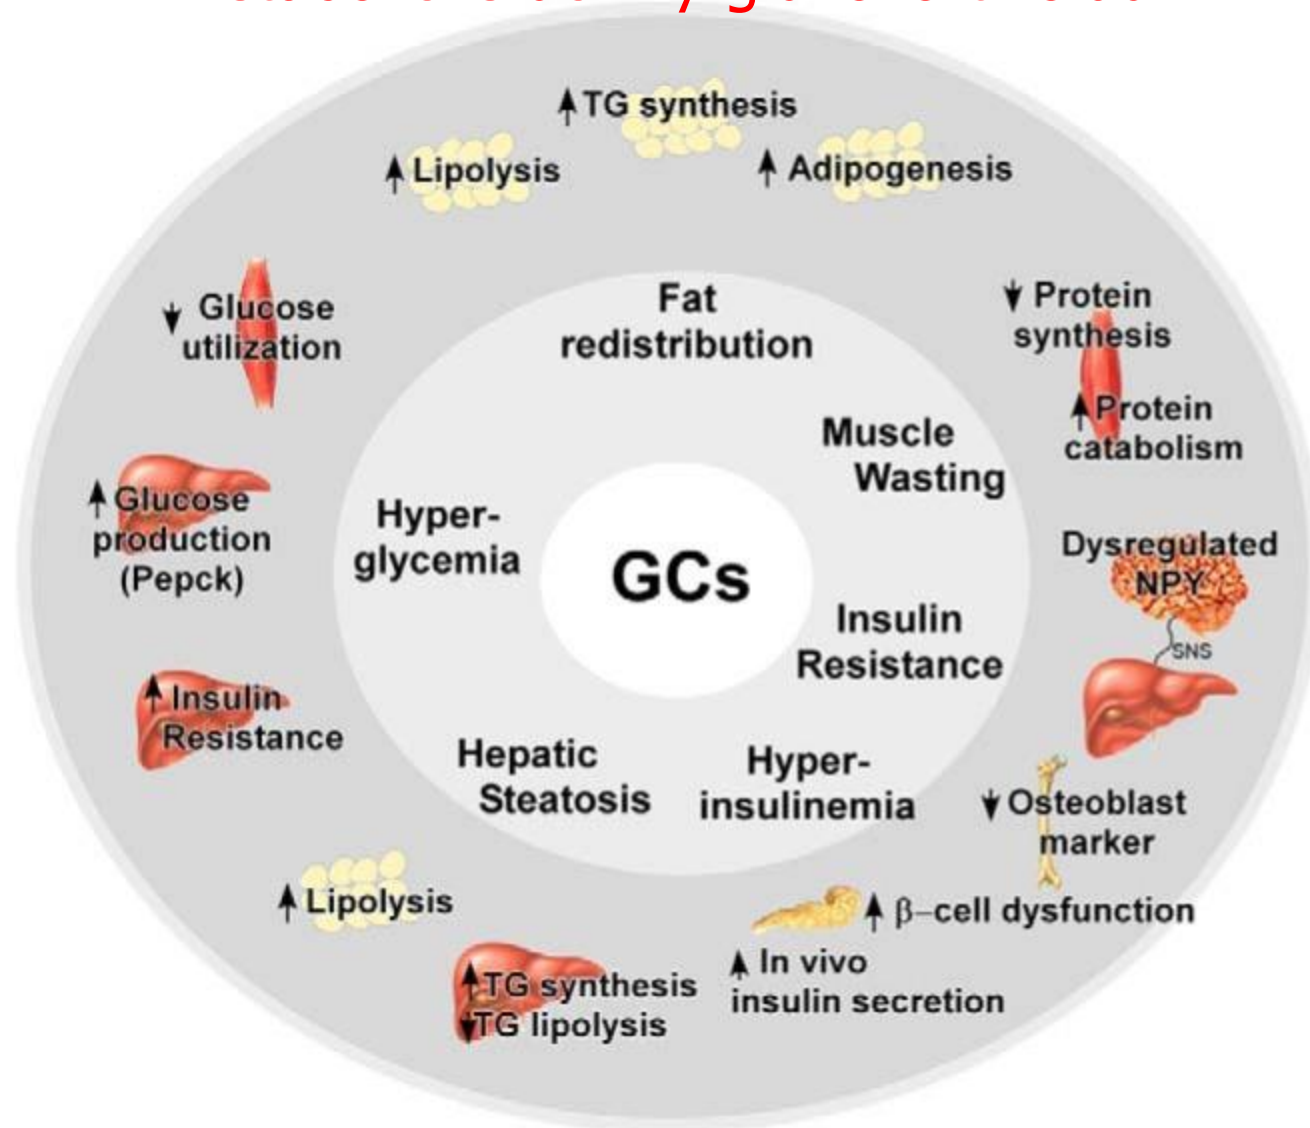 ↑ TG synthesis
↑ Lipolysis
↑ Adipogenesis
↓ Glucose
utilization
Fat
redistribution
↓ Protein
synthesis
↑ Protein
catabolism
Muscle
Wasting
↑ Glucose
production
(Pepck)
Hyper-
glycemia
GCs
Dysregulated
NPY
SNS
Insulin
Resistance
↑ Insulin
Resistance
Hepatic
Steatosis
Hyper-
insulinemia
↓ Osteoblast
marker
↑ Lipolysis
↑ β–cell dysfunction
↑ In vivo
insulin secretion
↑ TG synthesis
↓ TG lipolysis